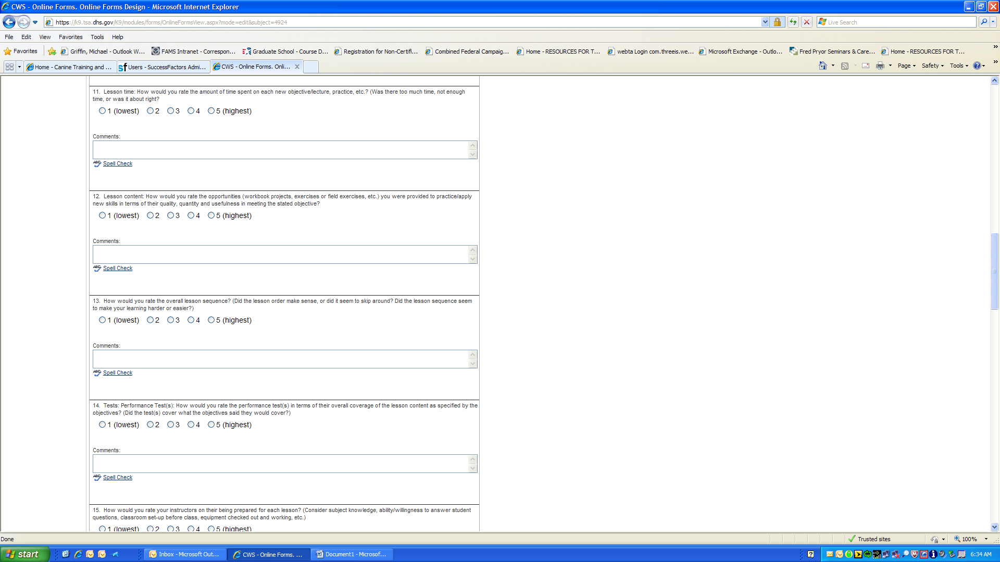 CWS - Online Forms. Online Forms Design - Microsoft Internet Explorer
https://k9.tsa.dhs.gov/K9/modules/forms/OnlineFormsView.aspx?mode=edit&subject=4924
Live Search
File Edit View Favorites Tools Help
Favorites Griffin, Michael - Outlook W... FAMS Intranet - Correspon... Graduate School - Course D... Registration for Non-Certifi... Combined Federal Campaig... Home - RESOURCES FOR T... webta Login com.threeis.we... Microsoft Exchange - Outlo... Fred Pryor Seminars & Care... Home - RESOURCES FOR T...
Home - Canine Training and ... Users - SuccessFactors Admi... CWS - Online Forms. Onli... Page Safety Tools
11. Lesson time: How would you rate the amount of time spent on each new objective/lecture, practice, etc.? (Was there too much time, not enough
time, or was it about right?
1 (lowest) 2 3 4 5 (highest)
Comments:
Spell Check
12. Lesson content: How would you rate the opportunities (workbook projects, exercises or field exercises, etc.) you were provided to practice/apply
new skills in terms of their quality, quantity and usefulness in meeting the stated objective?
1 (lowest) 2 3 4 5 (highest)
Comments:
Spell Check
13. How would you rate the overall lesson sequence? (Did the lesson order make sense, or did it seem to skip around? Did the lesson sequence seem
to make your learning harder or easier?)
1 (lowest) 2 3 4 5 (highest)
Comments:
Spell Check
14. Tests: Performance Test(s): How would you rate the performance test(s) in terms of their overall coverage of the lesson content as specified by the
objectives? (Did the test(s) cover what the objectives said they would cover?)
1 (lowest) 2 3 4 5 (highest)
Comments:
Spell Check
15. How would you rate your instructors on their being prepared for each lesson? (Consider subject knowledge, ability/willingness to answer student
questions, classroom set-up before class, equipment checked out and working, etc.)
1 (lowest) 2 3 4 5 (highest)
Done Trusted sites 100%
start Inbox - Microsoft Out... CWS - Online Forms. ... Document1 - Microsof... 6:34 AM